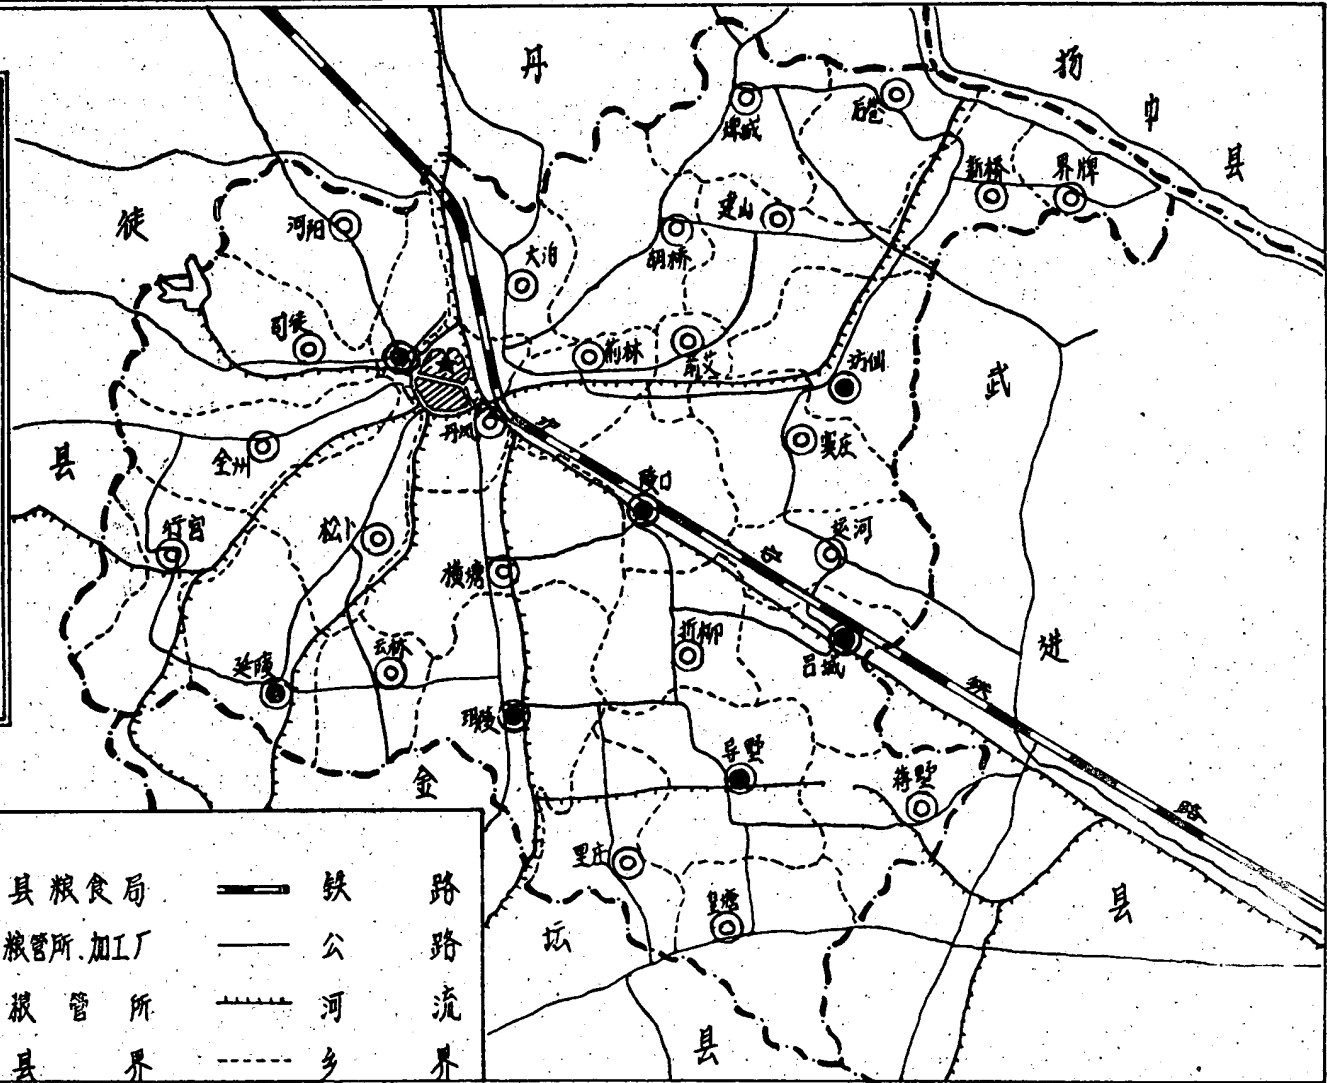 丹
扬
中
县
埤城
后巷
新桥
界牌
徒
河阳
大泊
胡桥
建山
司徒
荆林
前艾
访仙
武
县
全州
丹凤
沪
窦庄
陵口
行宫
松卜
横塘
宁
运河
折柳
吕城
进
云林
延陵
珥陵
铁
导墅
蒋墅
路
金
里庄
皇塘
坛
县
县
县粮食局 铁路
粮管所.加工厂 公路
粮管所 河流
县界 乡界